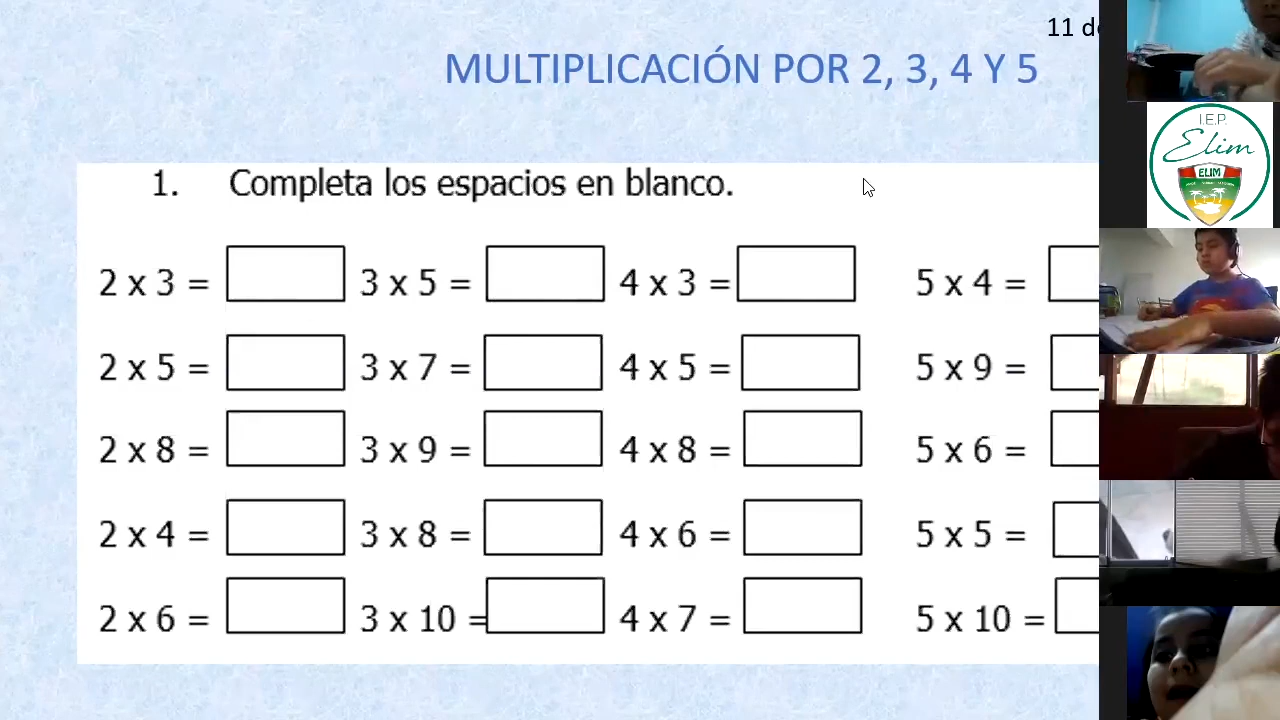 11 d
MULTIPLICACIÓN POR 2, 3, 4 Y 5
1. Completa los espacios en blanco.
2 x 3 = 3 x 5 = 4 x 3 = 5 x 4 =
2 x 5 = 3 x 7 = 4 x 5 = 5 x 9 =
2 x 8 = 3 x 9 = 4 x 8 = 5 x 6 =
2 x 4 = 3 x 8 = 4 x 6 = 5 x 5 =
2 x 6 = 3 x 10 = 4 x 7 = 5 x 10 =
I.E.P.
Elim
ELIM